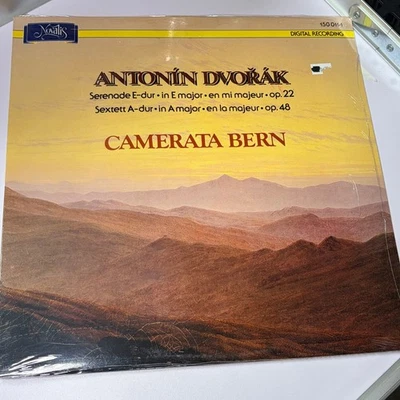 Novalis
DIGITAL RECORDING
ANTONÍN DVOŘÁK
Serenade E-dur • in E major • en mi majeur • op. 22
Sextett A-dur • in A major • en la majeur • op. 48
CAMERATA BERN